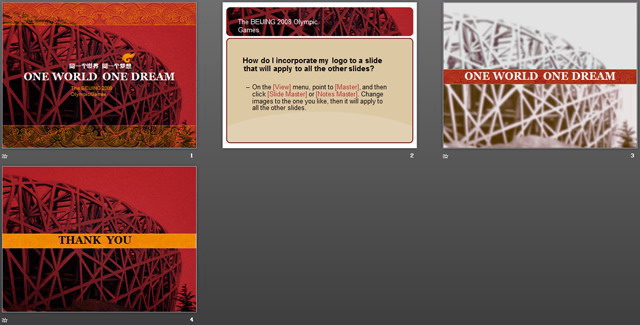 同一个世界 同一个梦想
ONE WORLD ONE DREAM
The BEIJING 2008
OlympicGames
1
The BEIJING 2008 Olympic
Games
How do I incorporate my logo to a slide
that will apply to all the other slides?
– On the [View] menu, point to [Master], and then
click [Slide Master] or [Notes Master]. Change
images to the one you like, then it will apply to
all the other slides.
2
ONE WORLD ONE DREAM
3
THANK YOU
4